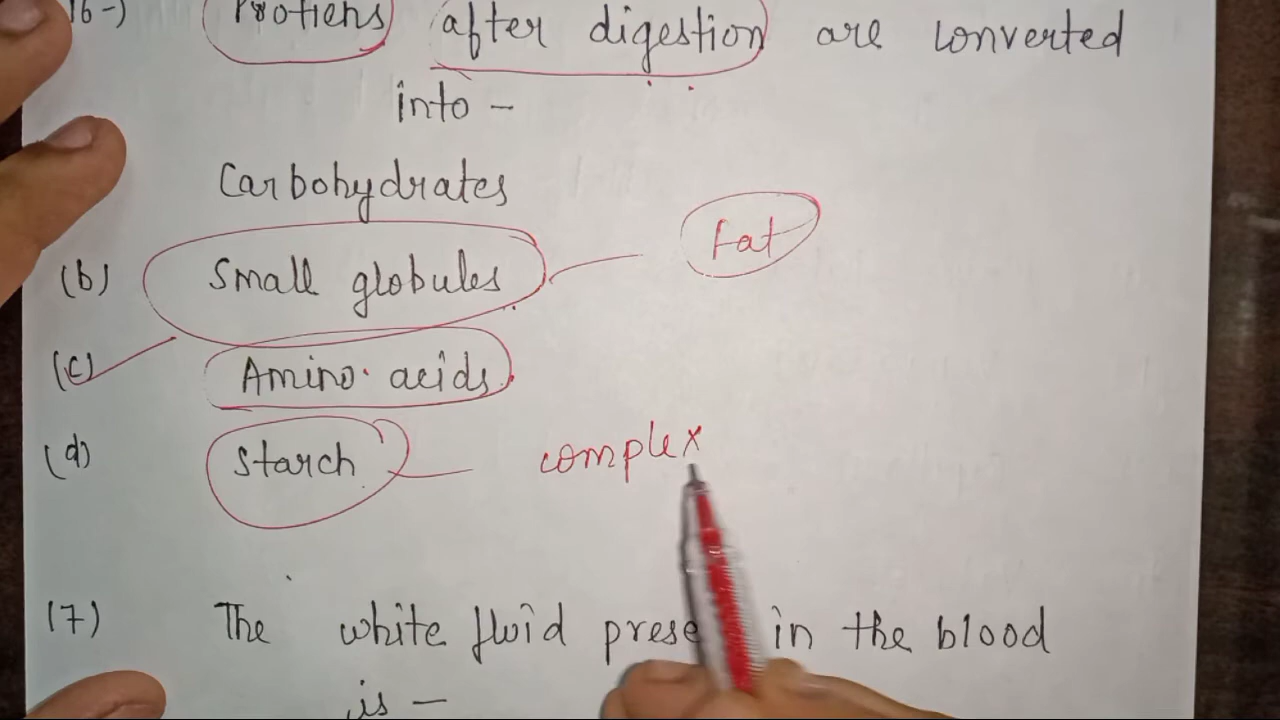 16-) Protiens after digestion are converted
into -
Carbohydrates
(b) Small globules Fat
(c) Amino acids
(d) Starch complex
(7) The white fluid in the blood
is -